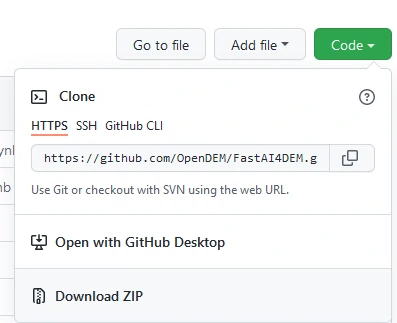 Go to file Add file Code
Clone
HTTPS SSH GitHub CLI
https://github.com/OpenDEM/FastAI4DEM.g
Use Git or checkout with SVN using the web URL.
Open with GitHub Desktop
Download ZIP